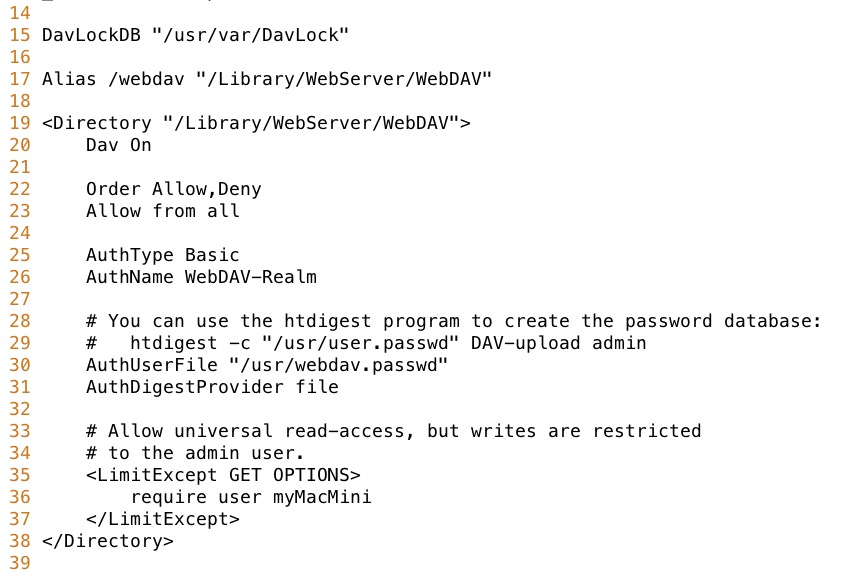 14
15 DavLockDB "/usr/var/DavLock"
16
17 Alias /webdav "/Library/WebServer/WebDAV"
18
19 <Directory "/Library/WebServer/WebDAV">
20     Dav On
21
22     Order Allow,Deny
23     Allow from all
24
25     AuthType Basic
26     AuthName WebDAV-Realm
27
28     # You can use the htdigest program to create the password database:
29     #   htdigest -c "/usr/user.passwd" DAV-upload admin
30     AuthUserFile "/usr/webdav.passwd"
31     AuthDigestProvider file
32
33     # Allow universal read-access, but writes are restricted
34     # to the admin user.
35     <LimitExcept GET OPTIONS>
36         require user myMacMini
37     </LimitExcept>
38 </Directory>
39